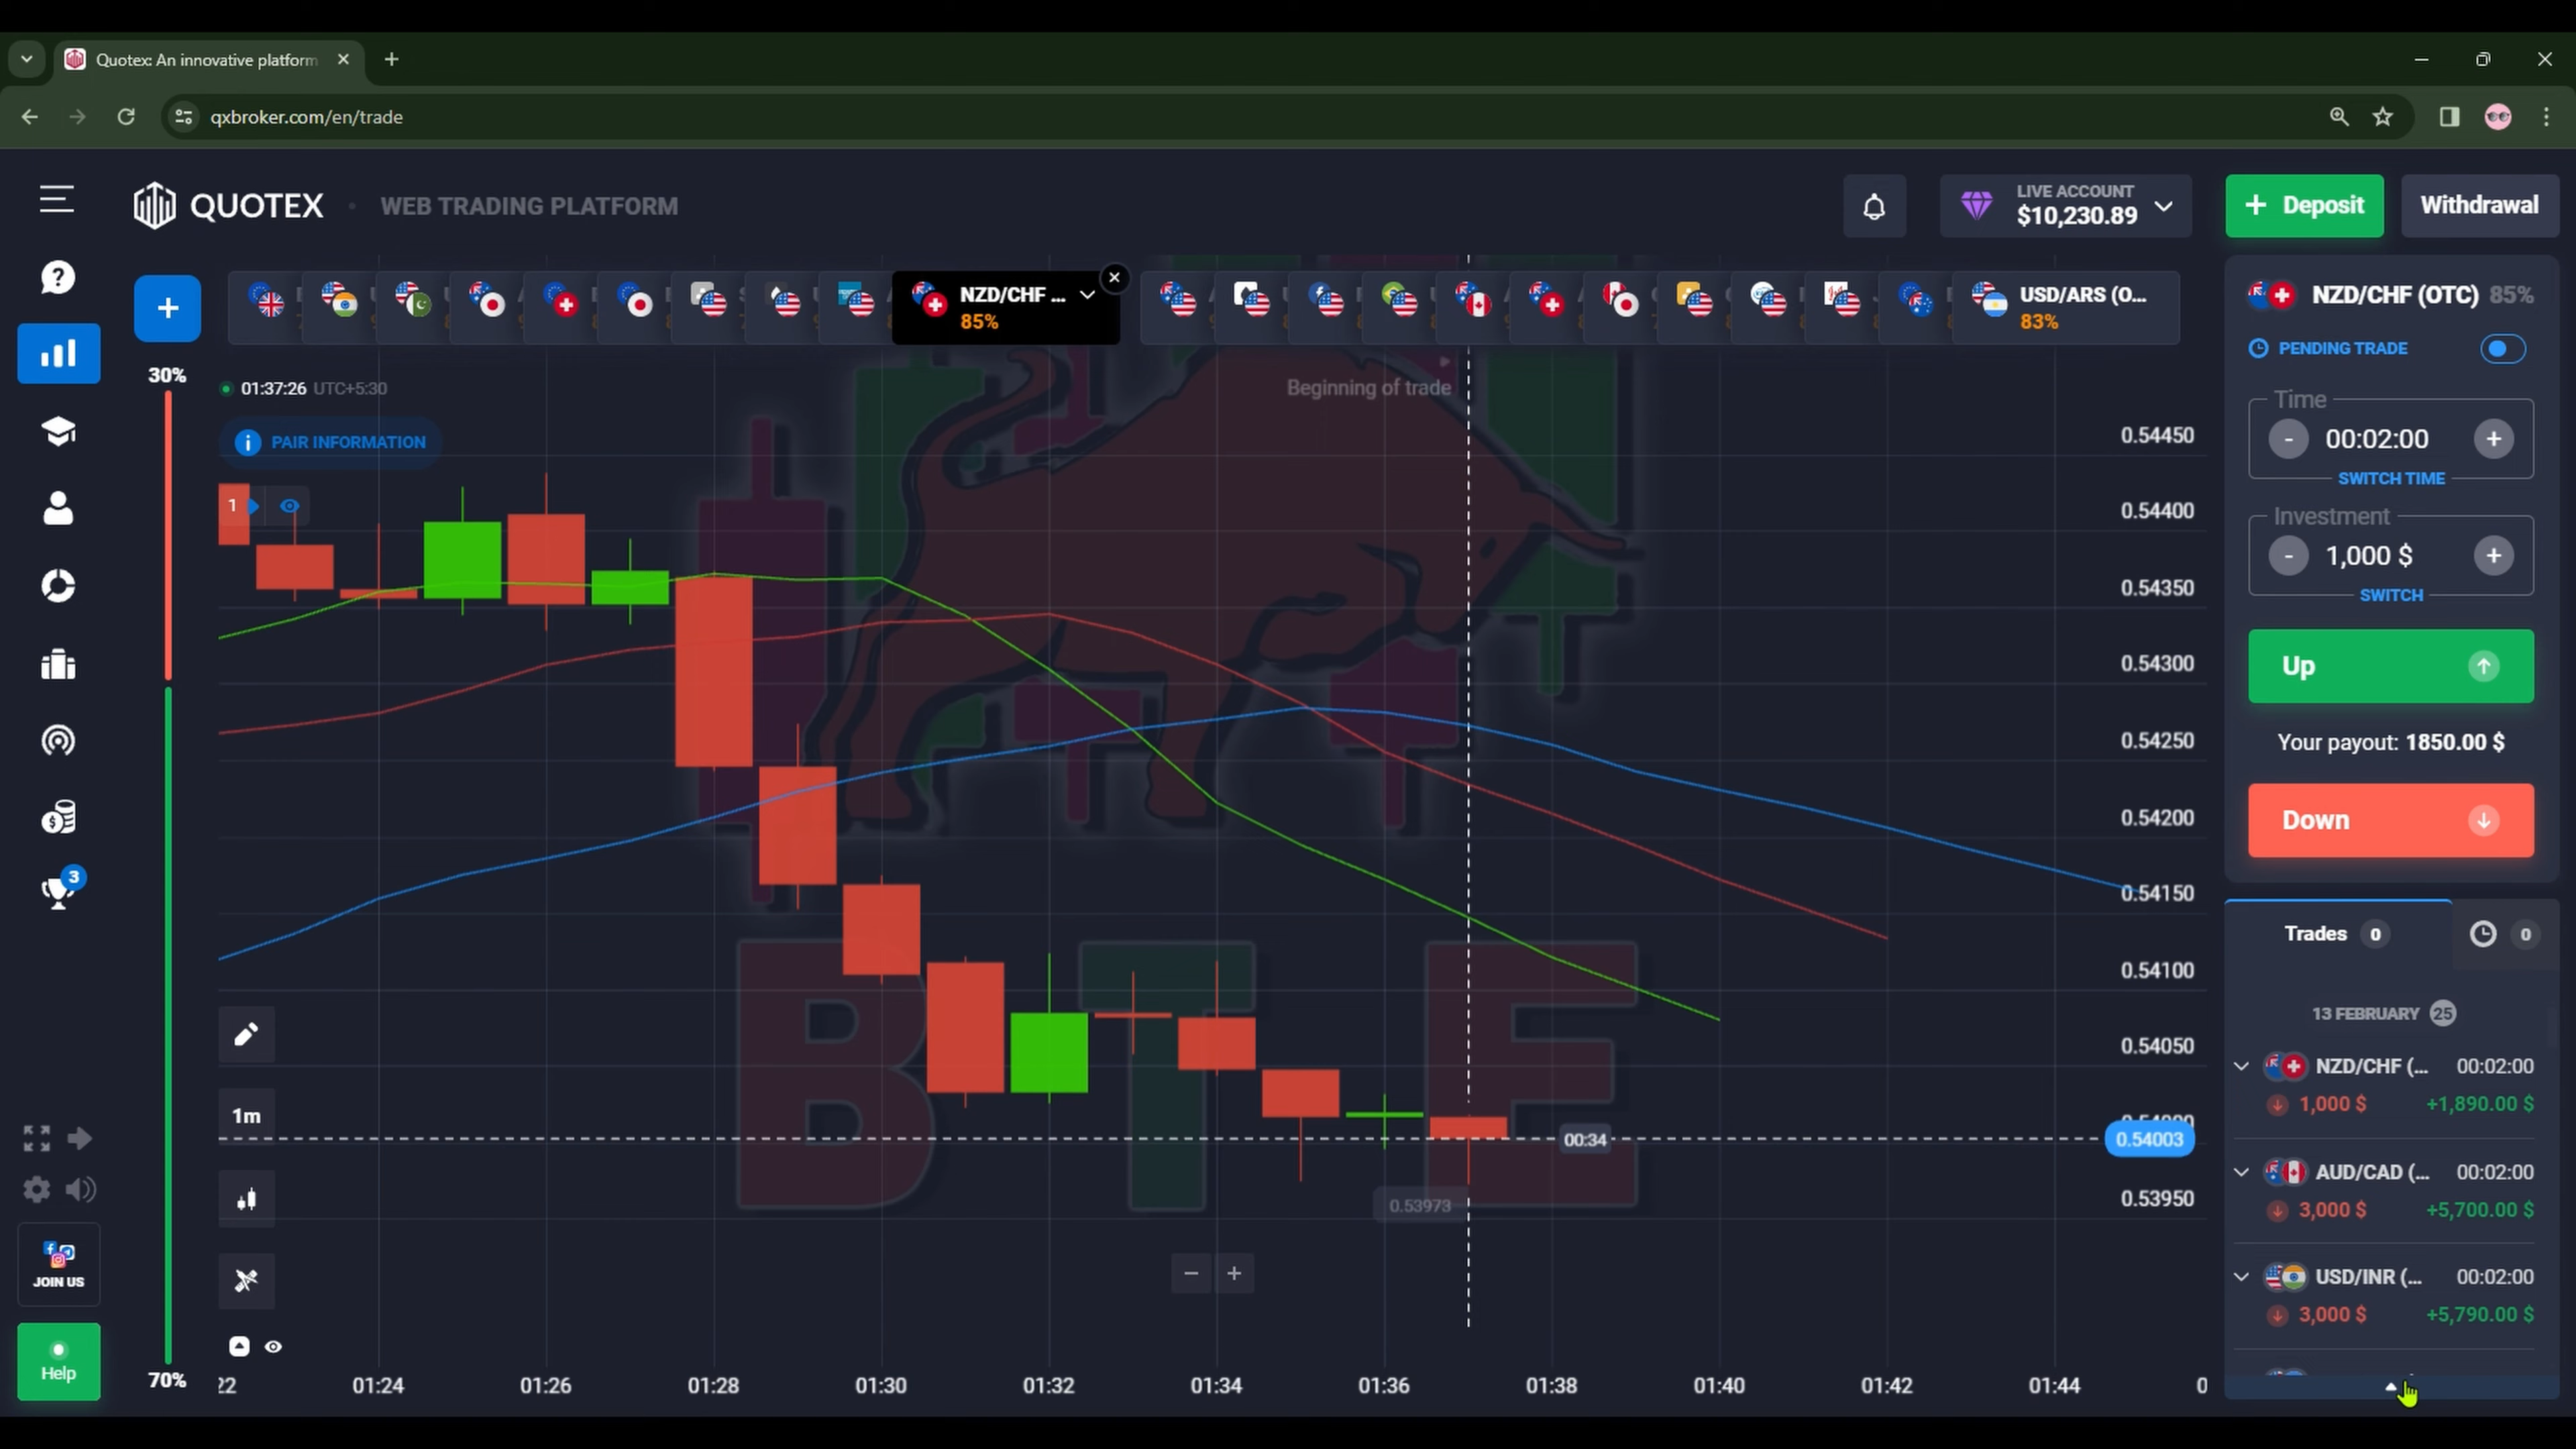 Quotex: An innovative platform
qxbroker.com/en/trade
QUOTEX
WEB TRADING PLATFORM
LIVE ACCOUNT
$10,230.89
Deposit
Withdrawal
NZD/CHF ...
85%
USD/ARS (O...
83%
30%
01:37:26 UTC+5:30
PAIR INFORMATION
1
Beginning of trade
0.54450
0.54400
0.54350
0.54300
0.54250
0.54200
0.54150
0.54100
0.54050
0.54003
0.53950
00:34
0.53973
B T E
3
1m
JOIN US
Help
70%
22 01:24 01:26 01:28 01:30 01:32 01:34 01:36 01:38 01:40 01:42 01:44 0
NZD/CHF (OTC) 85%
PENDING TRADE
Time
- 00:02:00 +
SWITCH TIME
Investment
- 1,000 $ +
SWITCH
Up
Your payout: 1850.00 $
Down
Trades 0
0
13 FEBRUARY 25
NZD/CHF (... 00:02:00
1,000 $ +1,890.00 $
AUD/CAD (... 00:02:00
3,000 $ +5,700.00 $
USD/INR (... 00:02:00
3,000 $ +5,790.00 $